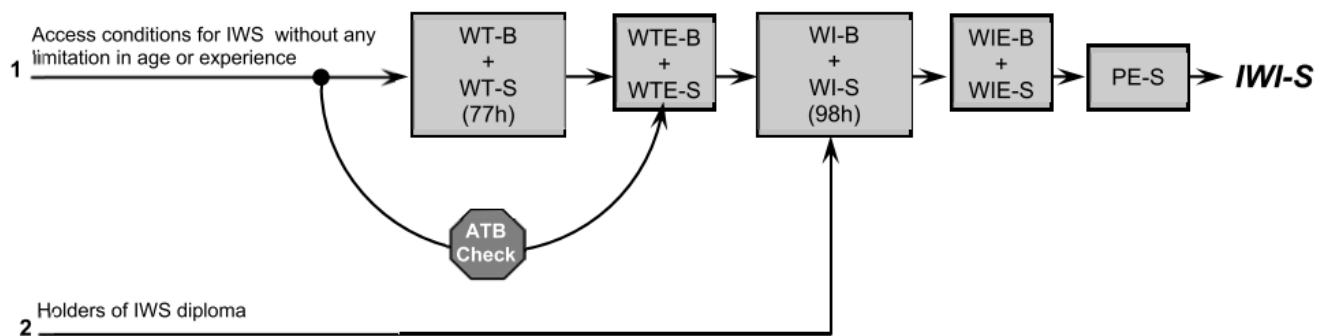 Access conditions for IWS without any
limitation in age or experience
1
WT-B
+
WT-S
(77h)
WTE-B
+
WTE-S
WI-B
+
WI-S
(98h)
WIE-B
+
WIE-S
PE-S
IWI-S
ATB
Check
Holders of IWS diploma
2